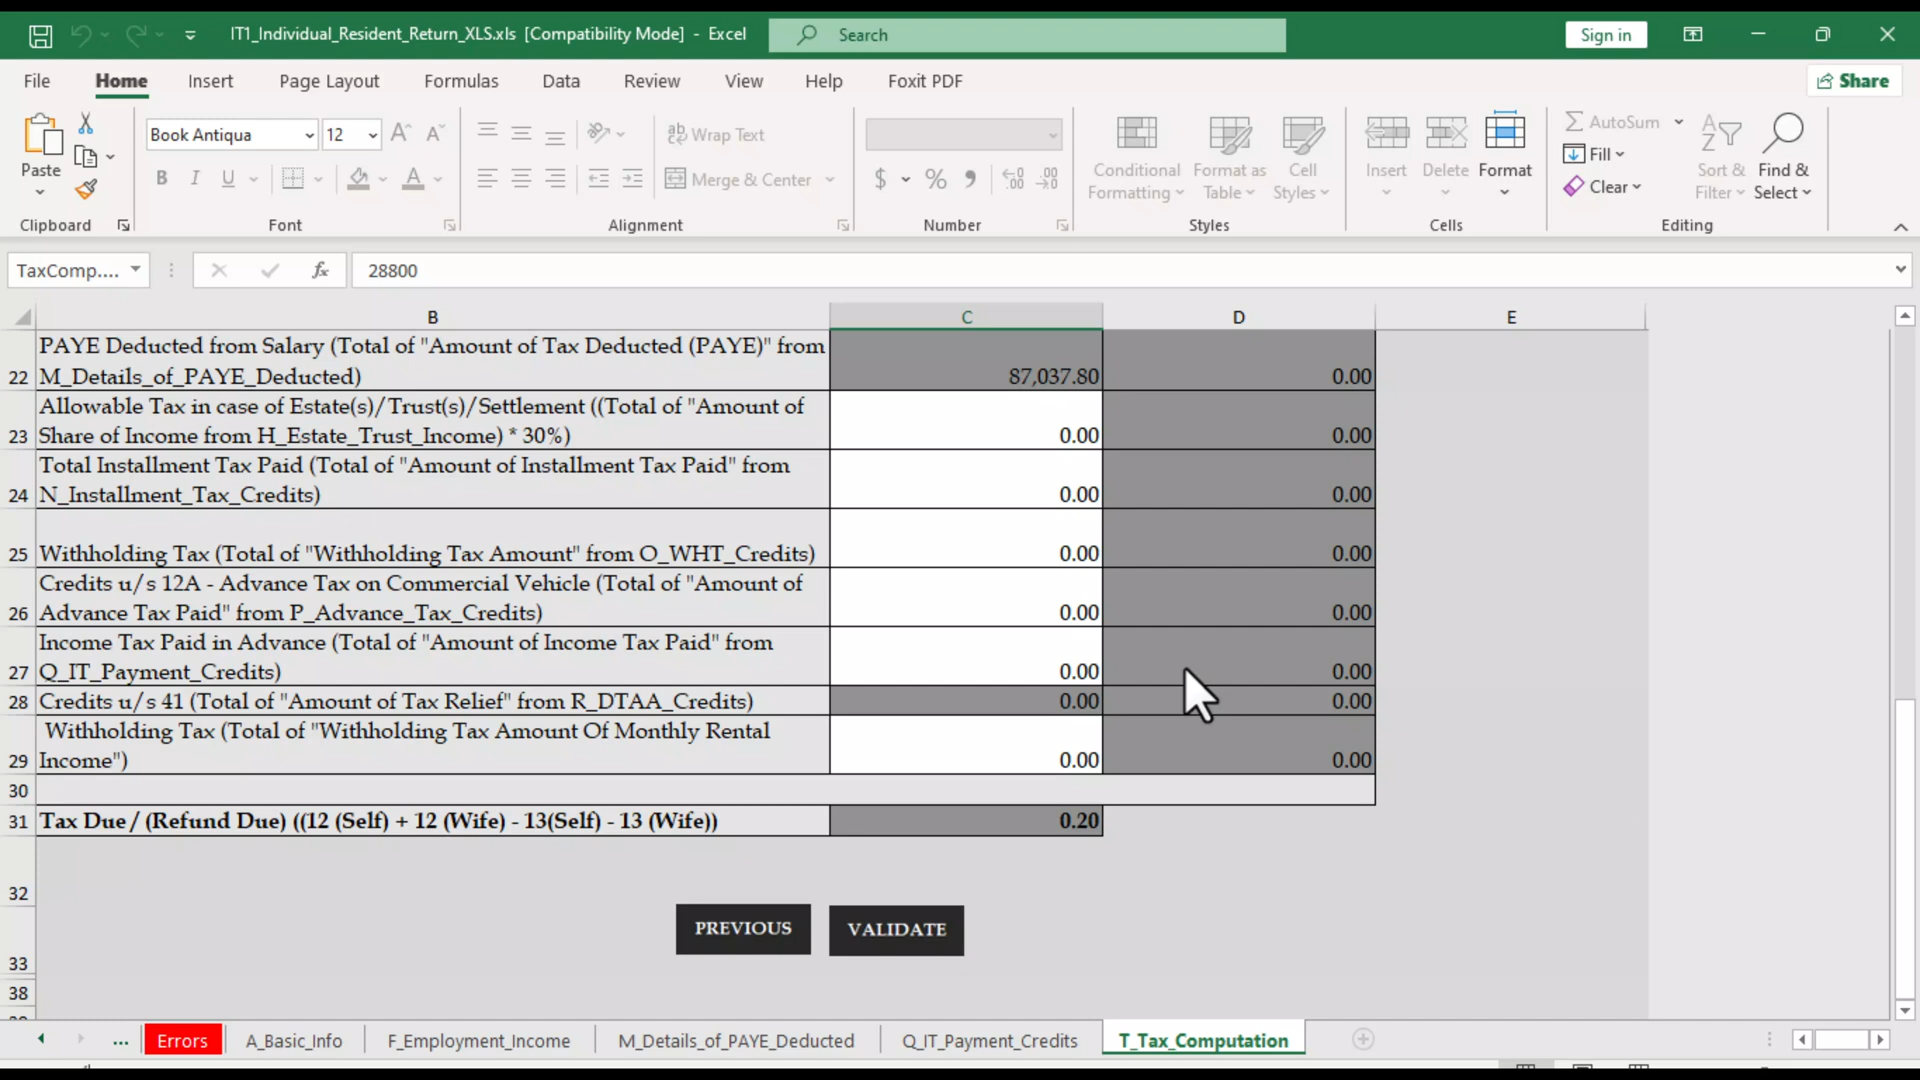 IT1_Individual_Resident_Return_XLS.xls [Compatibility Mode] - Excel
Search
Sign in
File Home Insert Page Layout Formulas Data Review View Help Foxit PDF
Share
Paste
Clipboard
Book Antiqua 12
B I U
Font
Wrap Text
Merge & Center
Alignment
$ %
Number
Conditional Formatting
Format as Table
Cell Styles
Styles
Insert Delete Format
Cells
AutoSum
Fill
Clear
Sort & Filter
Find & Select
Editing
TaxComp.... fx 28800
B C D E
PAYE Deducted from Salary (Total of "Amount of Tax Deducted (PAYE)" from
22 M_Details_of_PAYE_Deducted) 87,037.80 0.00
Allowable Tax in case of Estate(s)/Trust(s)/Settlement ((Total of "Amount of
23 Share of Income from H_Estate_Trust_Income) * 30%) 0.00 0.00
Total Installment Tax Paid (Total of "Amount of Installment Tax Paid" from
24 N_Installment_Tax_Credits) 0.00 0.00
25 Withholding Tax (Total of "Withholding Tax Amount" from O_WHT_Credits) 0.00 0.00
Credits u/s 12A - Advance Tax on Commercial Vehicle (Total of "Amount of
26 Advance Tax Paid" from P_Advance_Tax_Credits) 0.00 0.00
Income Tax Paid in Advance (Total of "Amount of Income Tax Paid" from
27 Q_IT_Payment_Credits) 0.00 0.00
28 Credits u/s 41 (Total of "Amount of Tax Relief" from R_DTAA_Credits) 0.00 0.00
Withholding Tax (Total of "Withholding Tax Amount Of Monthly Rental
29 Income") 0.00 0.00
30
31 Tax Due / (Refund Due) ((12 (Self) + 12 (Wife) - 13(Self) - 13 (Wife)) 0.20
32
PREVIOUS VALIDATE
33
38
... Errors A_Basic_Info F_Employment_Income M_Details_of_PAYE_Deducted Q_IT_Payment_Credits T_Tax_Computation